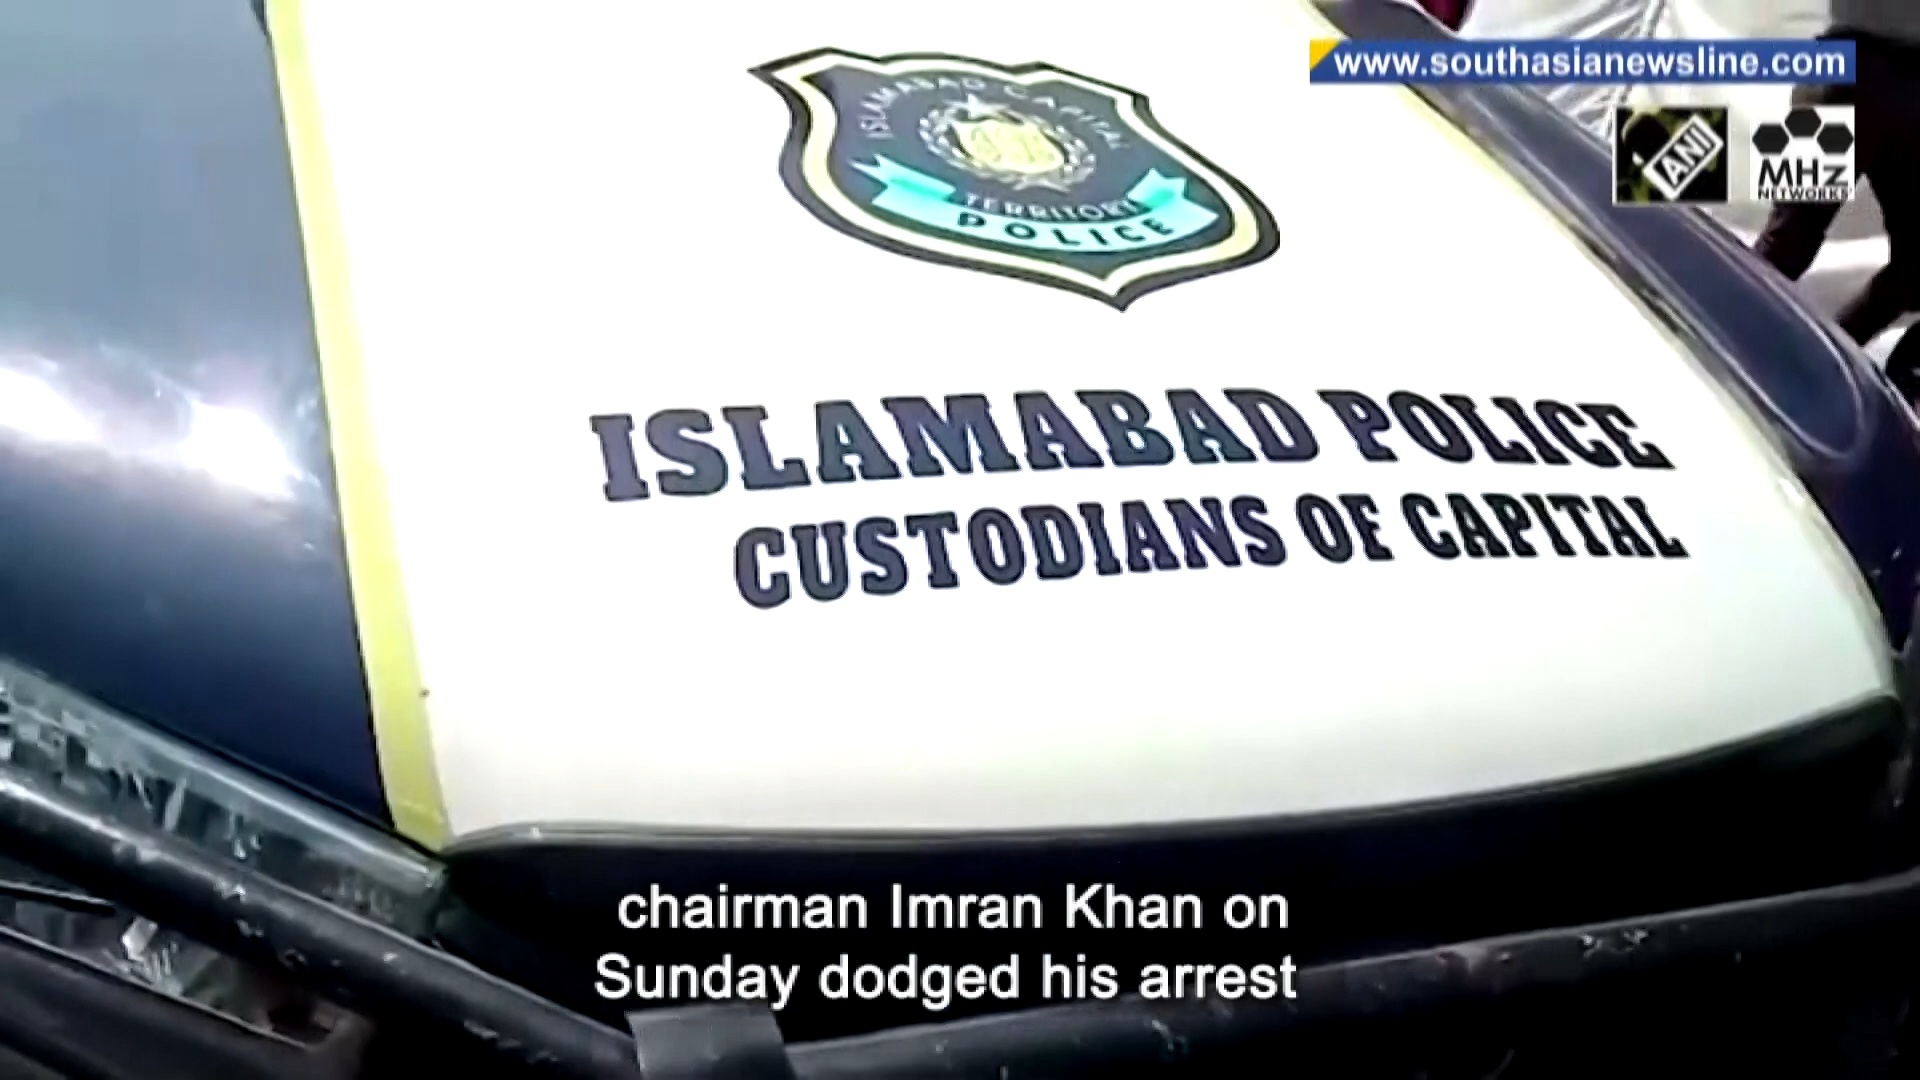 www.southasianewsline.com
ANI
MHz
NETWORKS
ISLAMABAD CAPITAL
TERRITORY
POLICE
ISLAMABAD POLICE
CUSTODIANS OF CAPITAL
chairman Imran Khan on
Sunday dodged his arrest